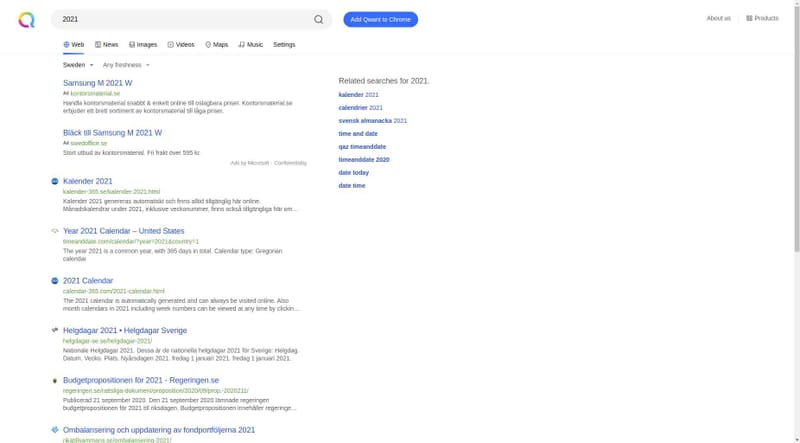 2021
Add Qwant to Chrome
About us
Products
Web
News
Images
Videos
Maps
Music
Settings
Sweden
Any freshness
Samsung M 2021 W
Ad kontorsmaterial.se
Handla kontorsmaterial snabbt & enkelt online till oslagbara priser. Kontorsmaterial.se
erbjuder ett brett sortiment av kontorsmaterial till låga priser.
Bläck till Samsung M 2021 W
Ad swedoffice.se
Stort utbud av kontorsmaterial. Fri frakt över 595 kr.
Ads by Microsoft - Confidentiality
Kalender 2021
kalender-365.se/kalender-2021.html
Kalender 2021 genereras automatiskt och finns alltid tillgänglig här online.
Månadskalendrar under 2021, inklusive veckonummer, finns också tillgängliga här om...
Year 2021 Calendar – United States
timeanddate.com/calendar/?year=2021&country=1
The year 2021 is a common year, with 365 days in total. Calendar type: Gregorian
calendar
2021 Calendar
calendar-365.com/2021-calendar.html
The 2021 calendar is automatically generated and can always be visited online. Also
month calendars in 2021 including week numbers can be viewed at any time by clickin...
Helgdagar 2021 • Helgdagar Sverige
helgdagar-se.se/helgdagar-2021/
Nationale Helgdagar 2021. Dessa är de nationella helgdagar 2021 för Sverige: Helgdag.
Datum. Vecko. Plats. Nyårsdagen 2021. fredag 1 januari 2021. fredag 1 januari 2021.
Budgetpropositionen för 2021 - Regeringen.se
regeringen.se/rattsliga-dokument/proposition/2020/09/prop.-2020211/
Publicerad 21 september 2020. Den 21 september 2020 lämnade regeringen
budgetpropositionen för 2021 till riksdagen. Budgetpropositionen innehåller regeringe...
Ombalansering och uppdatering av fondportföljerna 2021
rikatillsammans.se/ombalansering-2021/
Related searches for 2021.
kalender 2021
calendrier 2021
svensk almanacka 2021
time and date
qaz timeanddate
timeanddate 2020
date today
date time